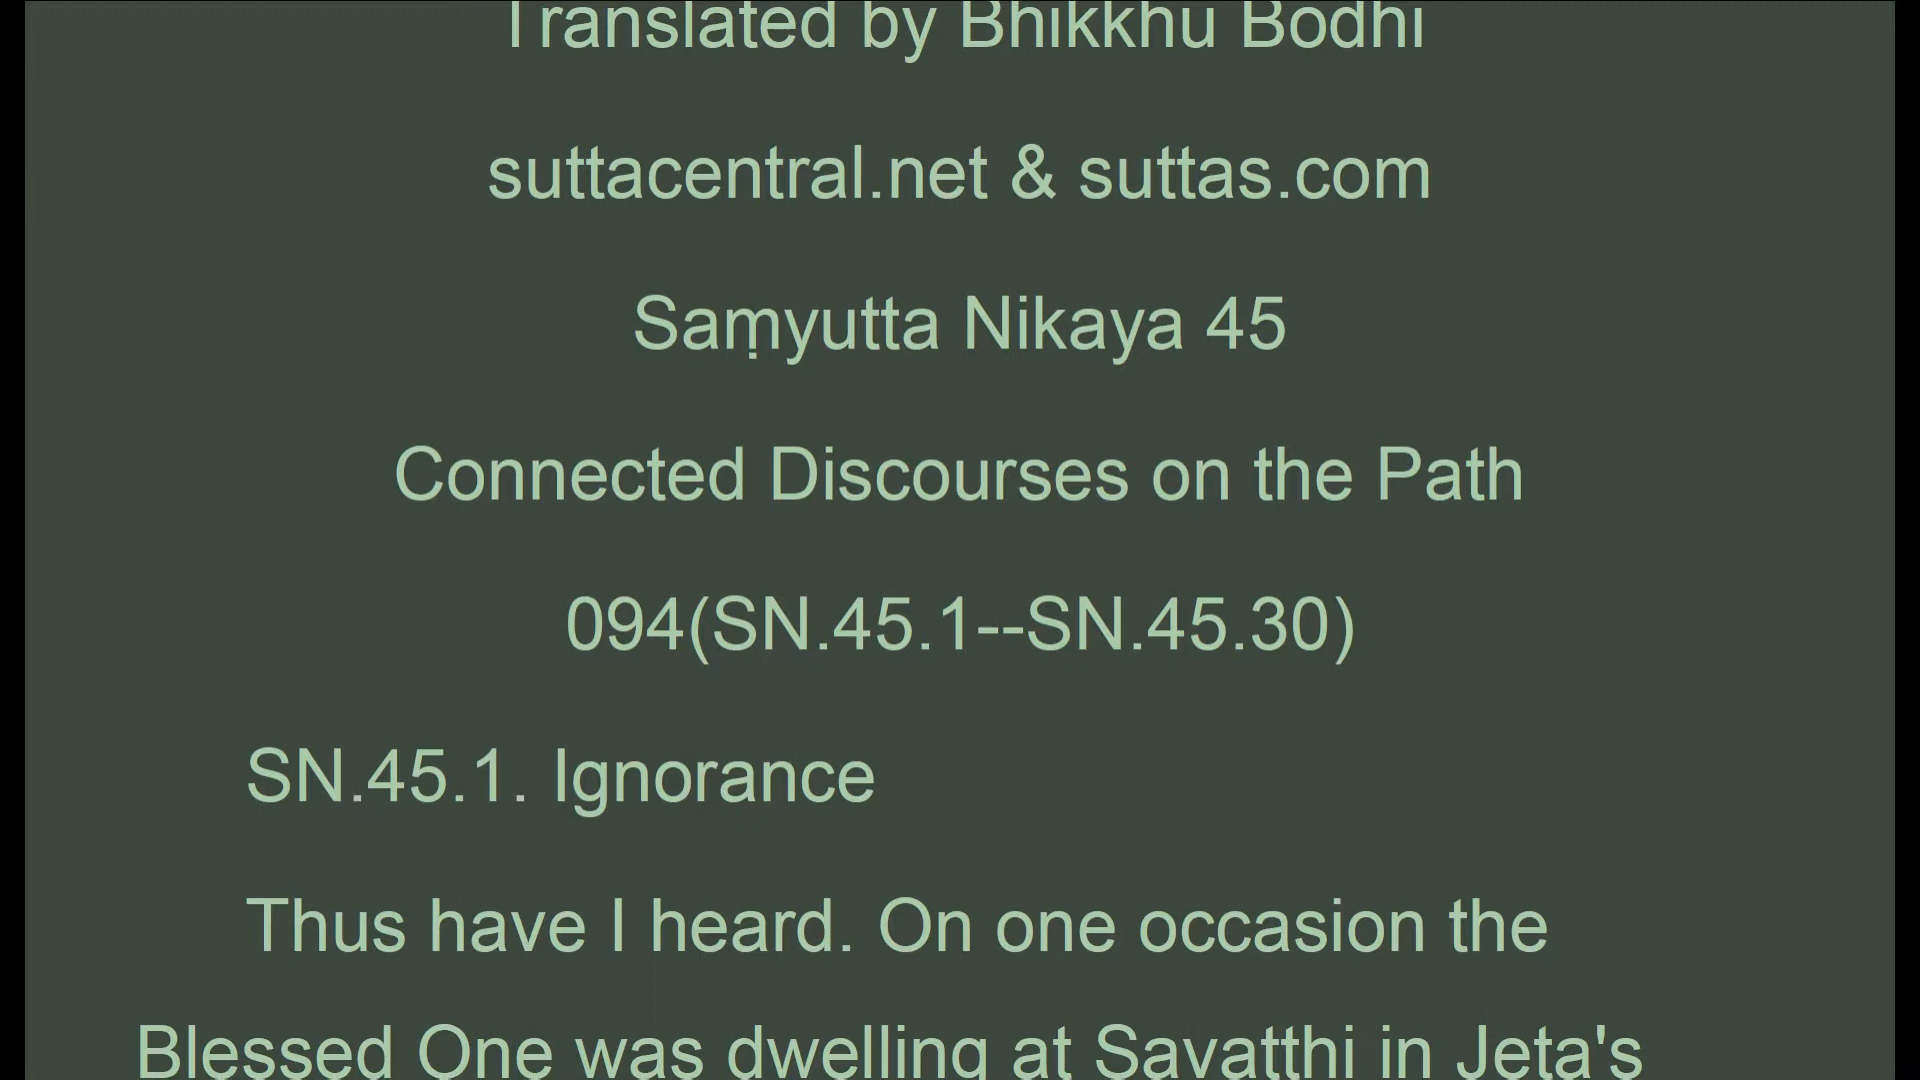 Translated by Bhikkhu Bodhi
suttacentral.net & suttas.com
Saṃyutta Nikaya 45
Connected Discourses on the Path
094(SN.45.1--SN.45.30)
SN.45.1. Ignorance
Thus have I heard. On one occasion the
Blessed One was dwelling at Savatthi in Jeta's